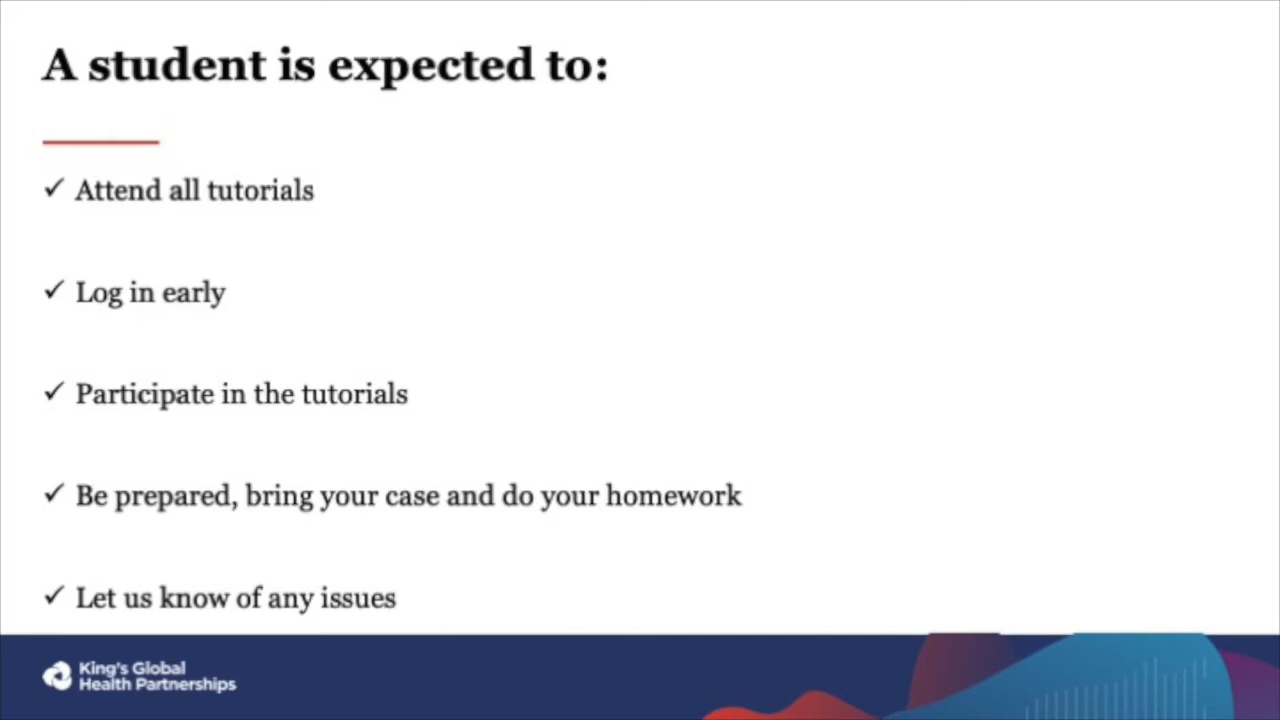 A student is expected to:
✓ Attend all tutorials
✓ Log in early
✓ Participate in the tutorials
✓ Be prepared, bring your case and do your homework
✓ Let us know of any issues
King's Global
Health Partnerships